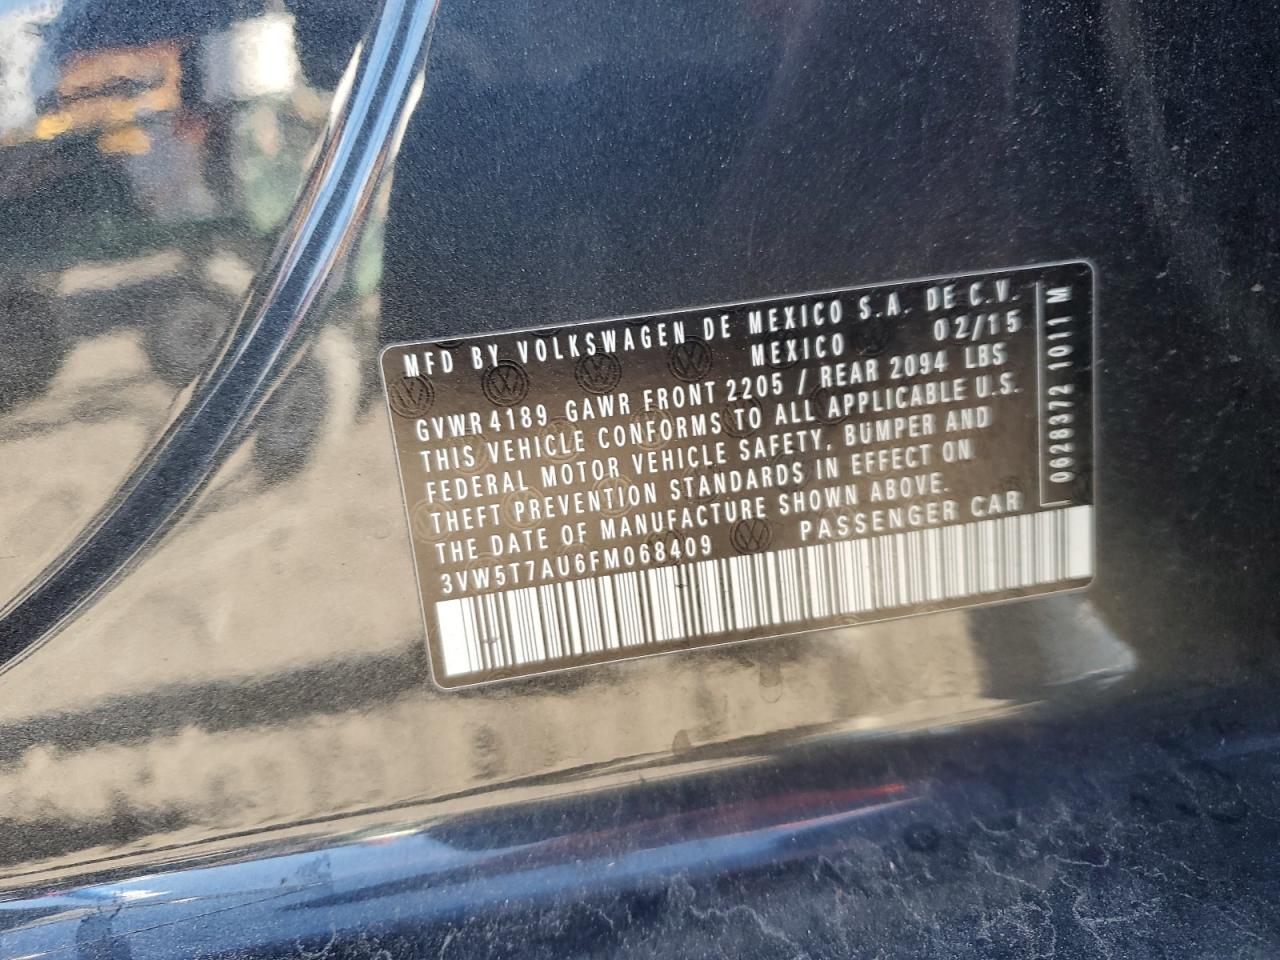 MFD BY VOLKSWAGEN DE MEXICO S.A. DE C.V.
MEXICO 02/15
GVWR 4189 GAWR FRONT 2205 / REAR 2094 LBS
THIS VEHICLE CONFORMS TO ALL APPLICABLE U.S.
FEDERAL MOTOR VEHICLE SAFETY, BUMPER AND
THEFT PREVENTION STANDARDS IN EFFECT ON
THE DATE OF MANUFACTURE SHOWN ABOVE.
3VW5T7AU6FM068409 PASSENGER CAR
0628372 1011 M